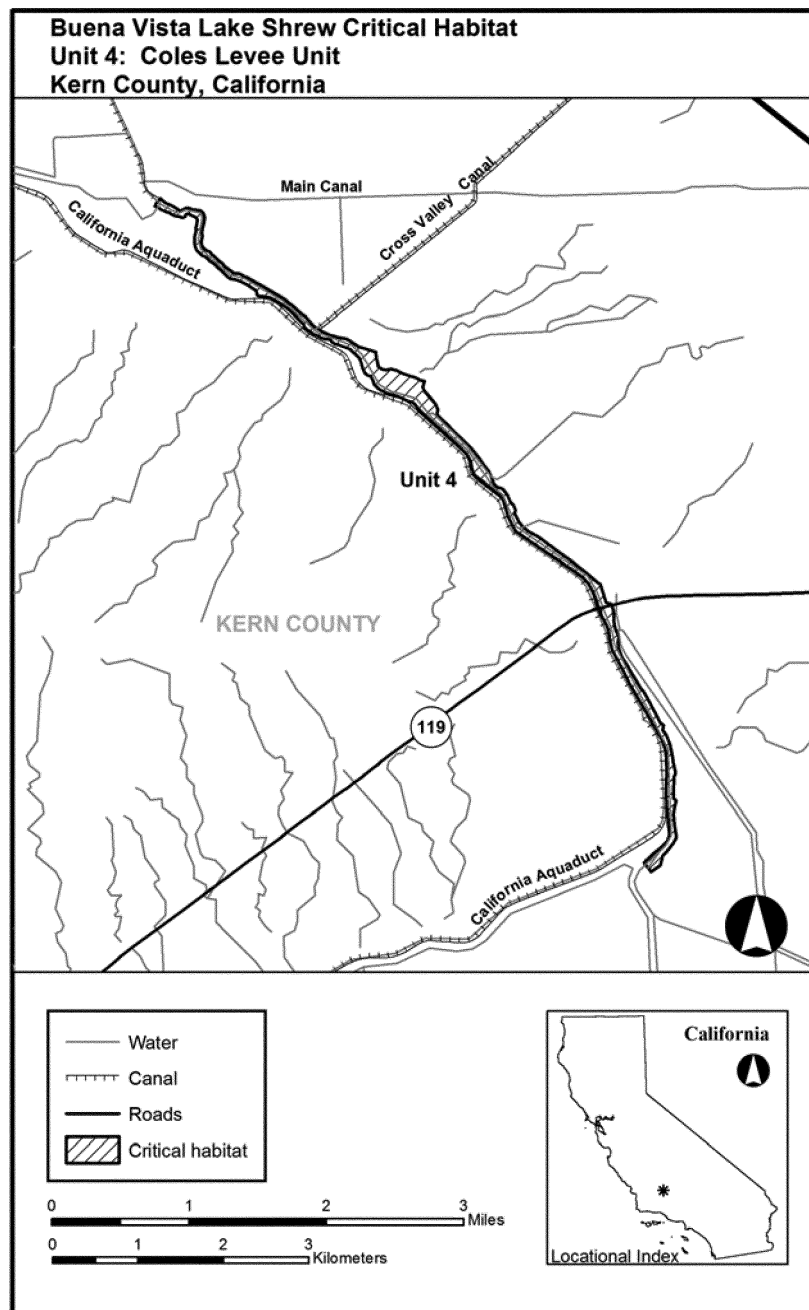 Buena Vista Lake Shrew Critical Habitat
Unit 4: Coles Levee Unit
Kern County, California
Main Canal
Cross Valley Canal
California Aquaduct
Unit 4
KERN COUNTY
119
California Aquaduct
Water
Canal
Roads
Critical habitat
0 1 2 3
Miles
0 1 2 3
Kilometers
California
Locational Index